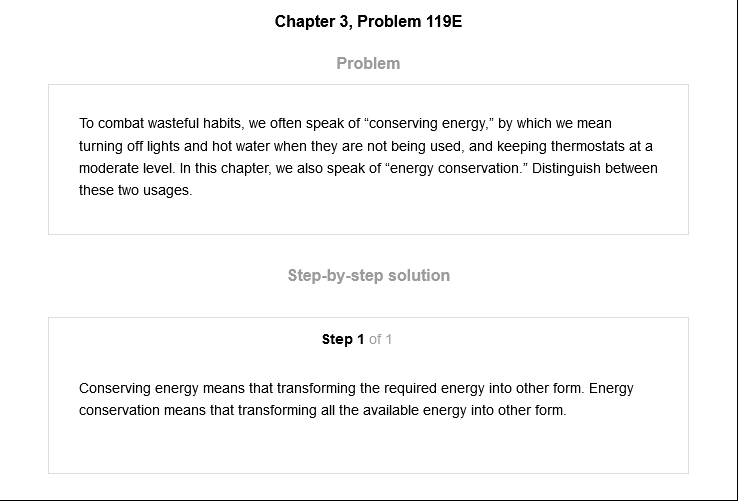 Chapter 3, Problem 119E
Problem
To combat wasteful habits, we often speak of “conserving energy,” by which we mean
turning off lights and hot water when they are not being used, and keeping thermostats at a
moderate level. In this chapter, we also speak of “energy conservation.” Distinguish between
these two usages.
Step-by-step solution
Step 1 of 1
Conserving energy means that transforming the required energy into other form. Energy
conservation means that transforming all the available energy into other form.